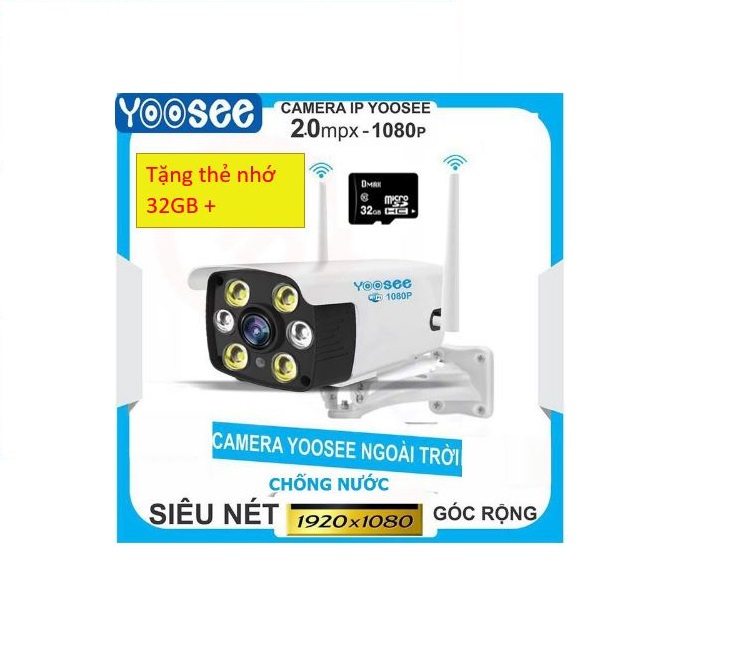 YOOSEE
CAMERA IP YOOSEE
2.0mpx - 1080P
Tặng thẻ nhớ
32GB +
micro
SD
32GB
HC
YOOSEE
WiFi 1080P
CAMERA YOOSEE NGOÀI TRỜI
CHỐNG NƯỚC
SIÊU NÉT
1920x1080
GÓC RỘNG